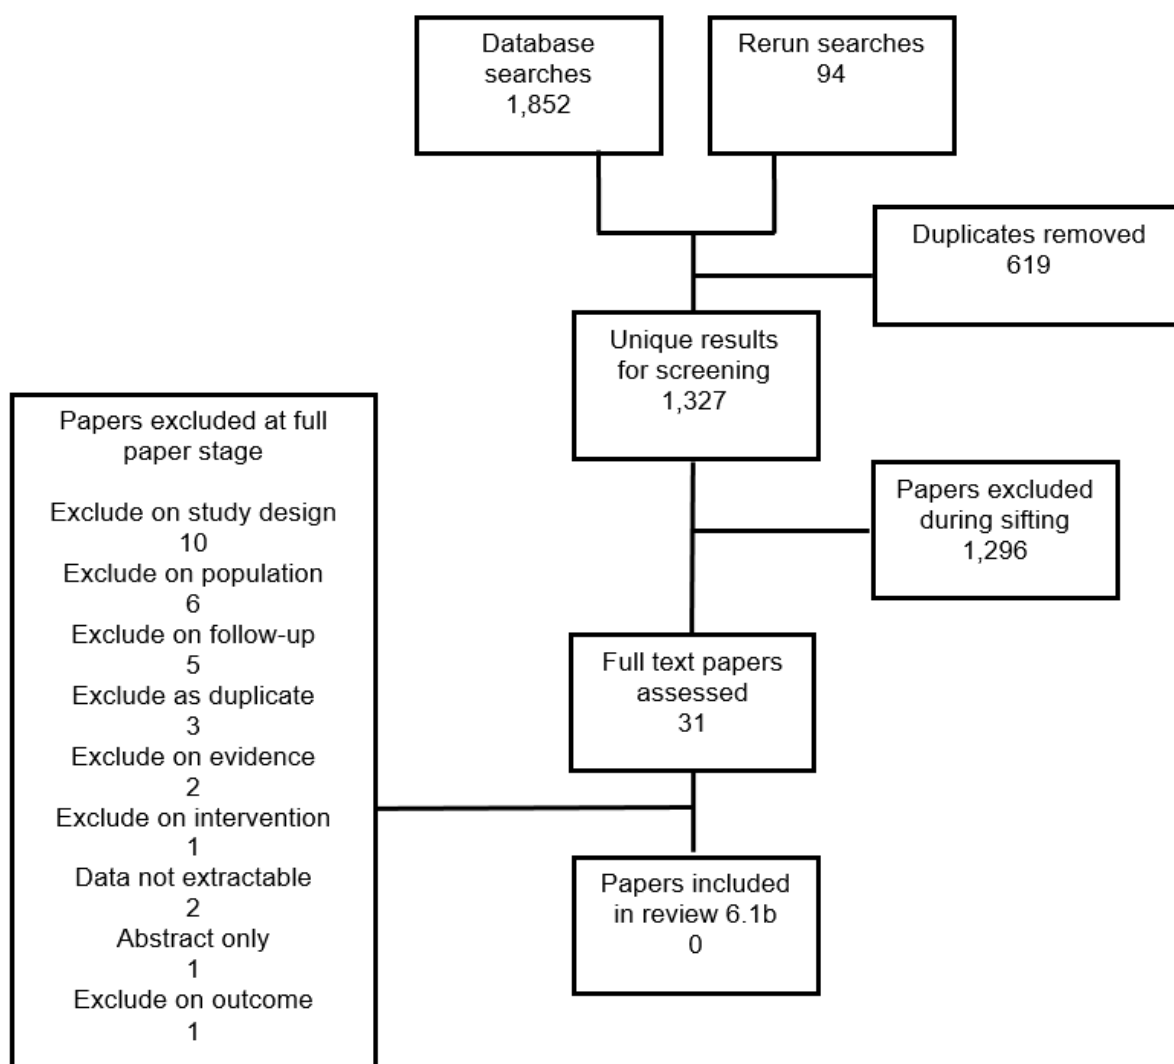 Database
searches
1,852
Rerun searches
94
Duplicates removed
619
Unique results
for screening
1,327
Papers excluded
during sifting
1,296
Full text papers
assessed
31
Papers excluded at full
paper stage
Exclude on study design
10
Exclude on population
6
Exclude on follow-up
5
Exclude as duplicate
3
Exclude on evidence
2
Exclude on intervention
1
Data not extractable
2
Abstract only
1
Exclude on outcome
1
Papers included
in review 6.1b
0